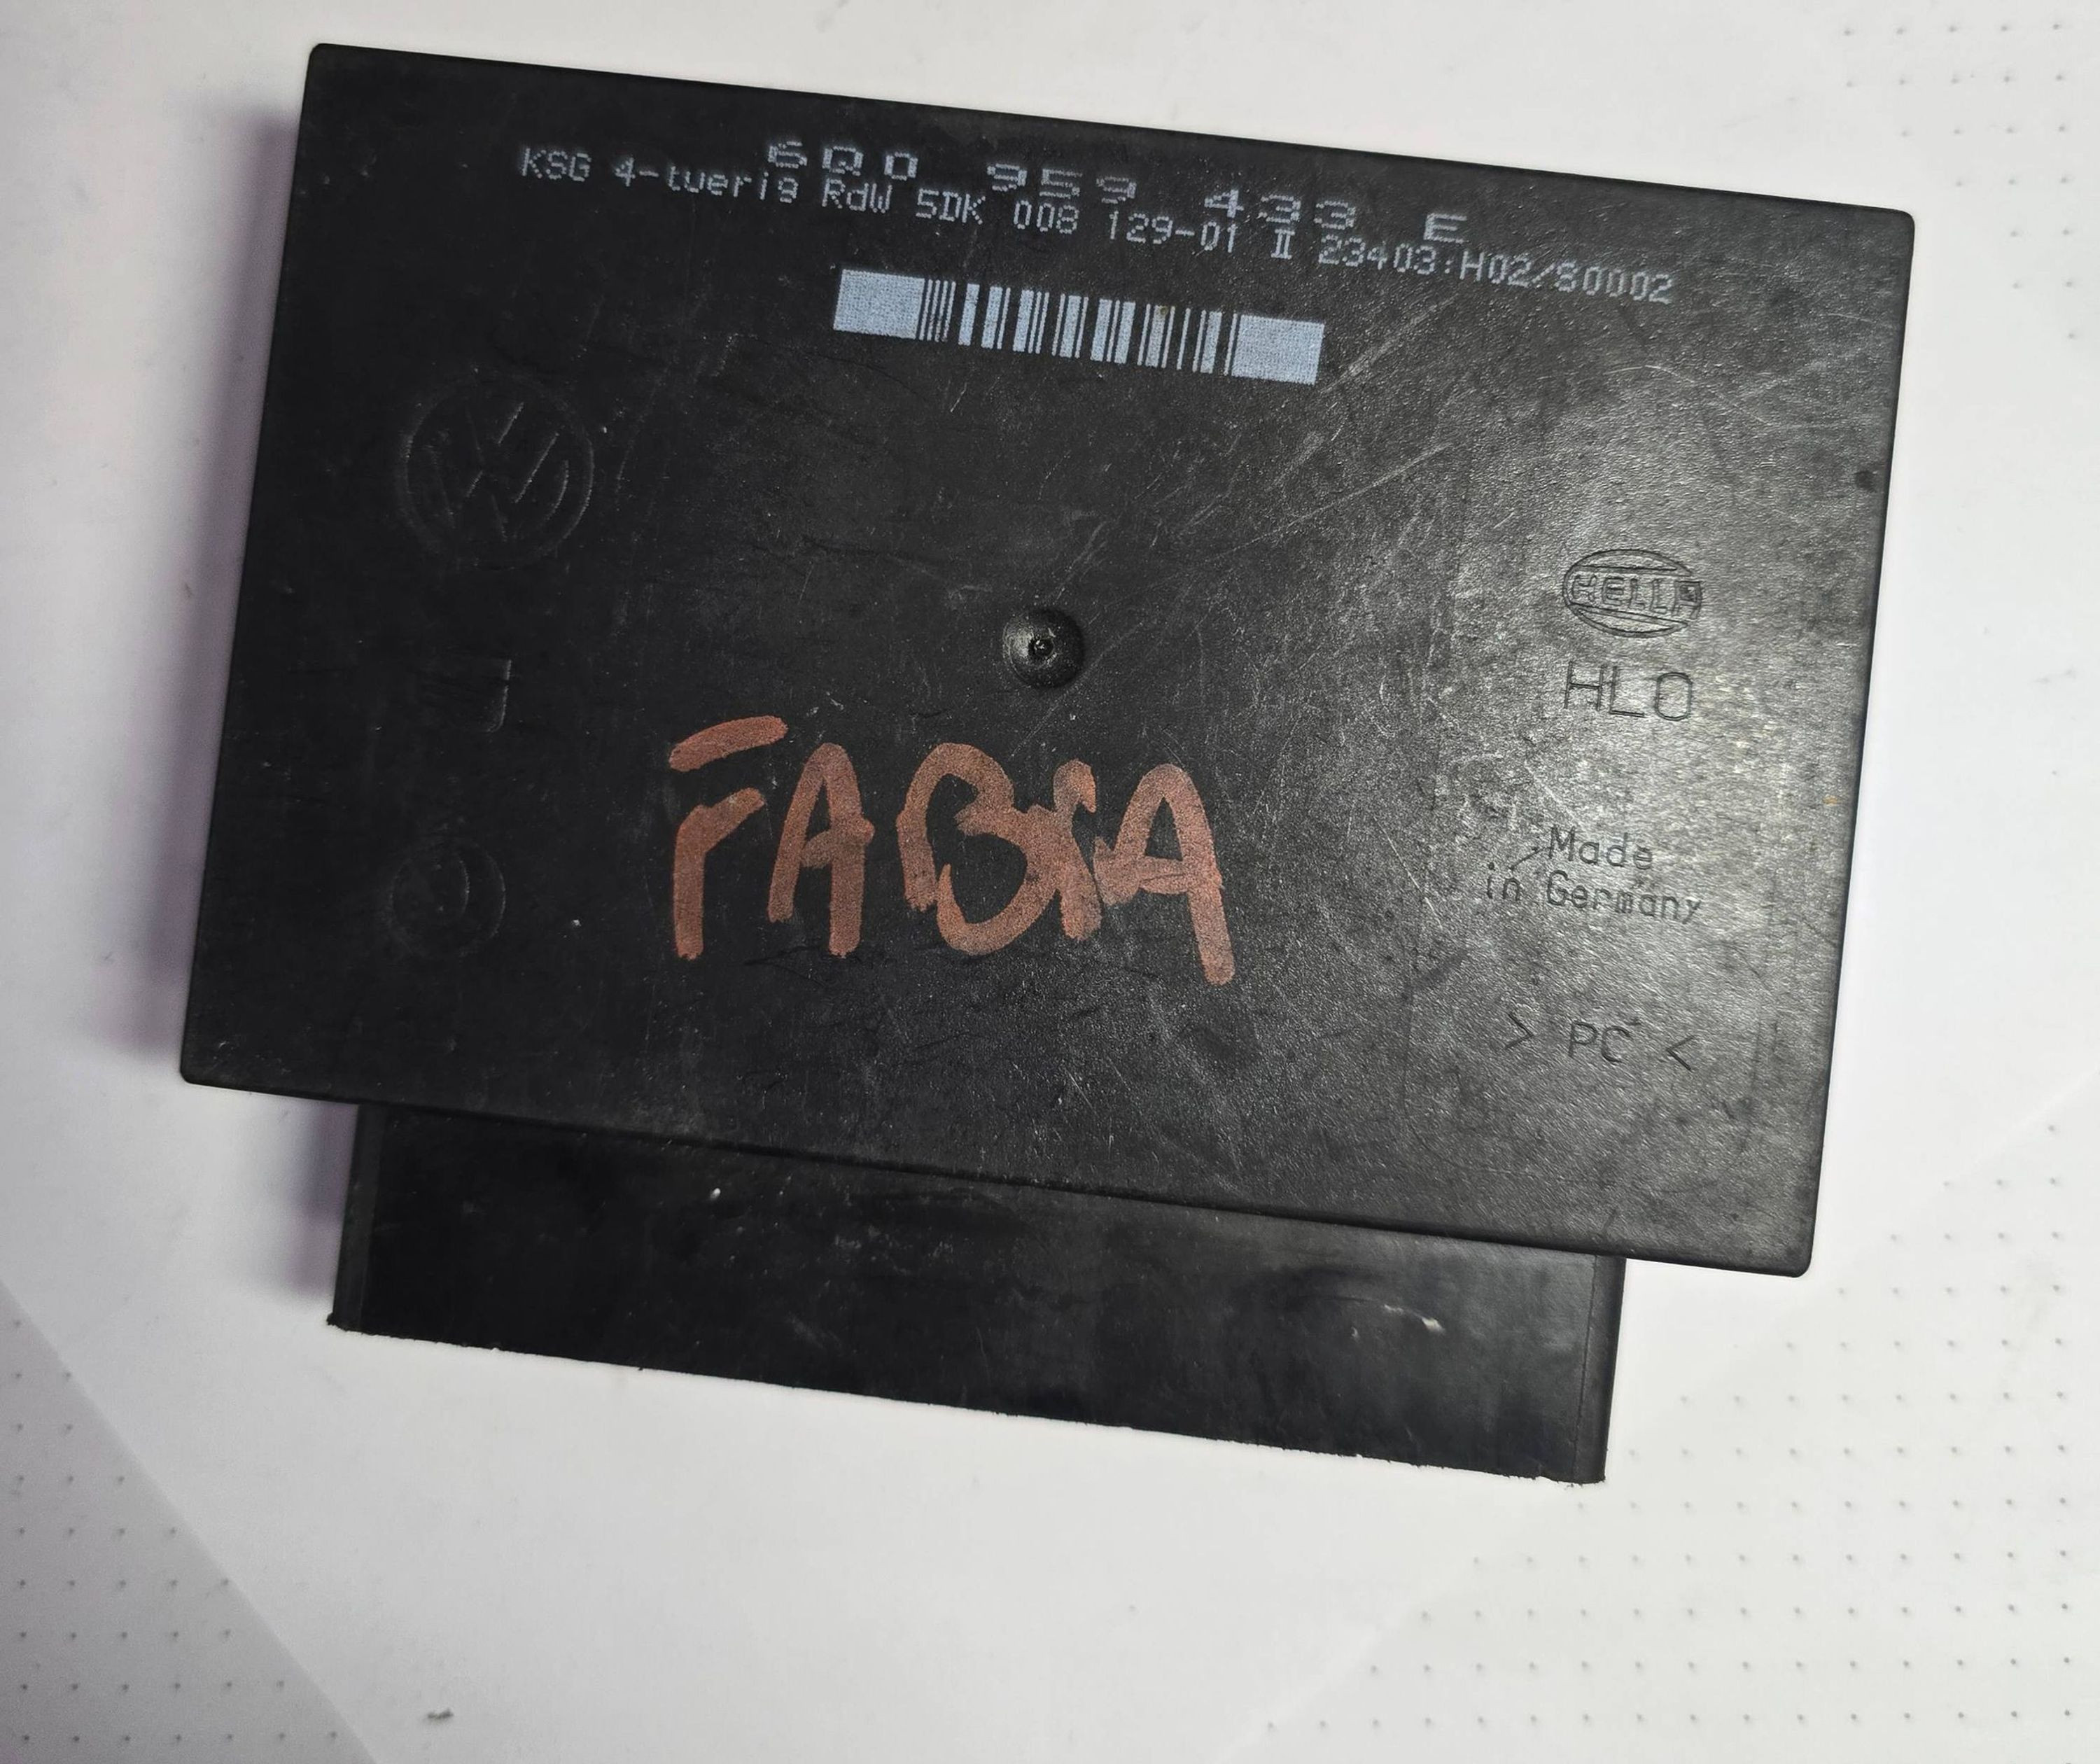 6Q0 959 433 E
KSG 4-tuerig RdW 5DK 008 129-01 II 23403:H02/S0002
HELLA
HLO
FABIA
Made
in Germany
> PC <